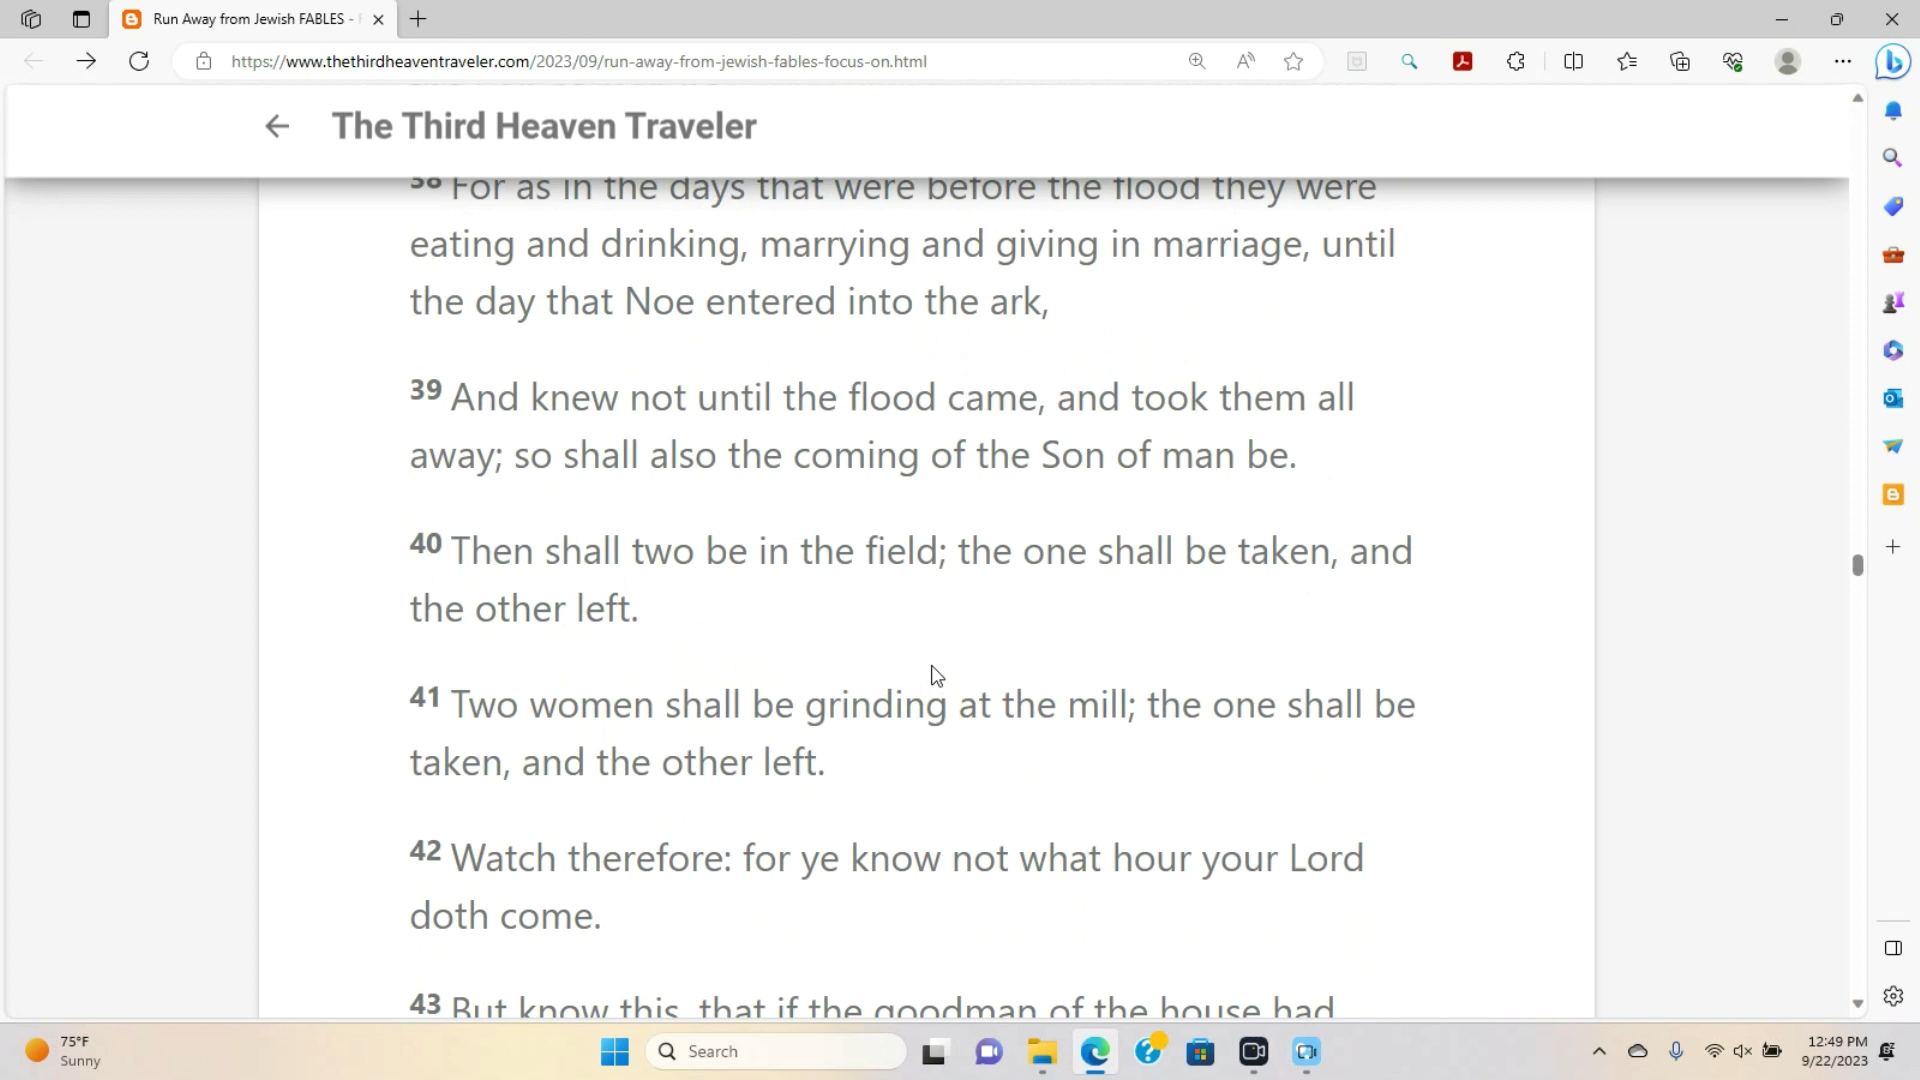 Run Away from Jewish FABLES -
https://www.thethirdheaventraveler.com/2023/09/run-away-from-jewish-fables-focus-on.html
The Third Heaven Traveler
38 For as in the days that were before the flood they were
eating and drinking, marrying and giving in marriage, until
the day that Noe entered into the ark,
39 And knew not until the flood came, and took them all
away; so shall also the coming of the Son of man be.
40 Then shall two be in the field; the one shall be taken, and
the other left.
41 Two women shall be grinding at the mill; the one shall be
taken, and the other left.
42 Watch therefore: for ye know not what hour your Lord
doth come.
43 But know this, that if the goodman of the house had
75°F
Sunny
Search
12:49 PM
9/22/2023